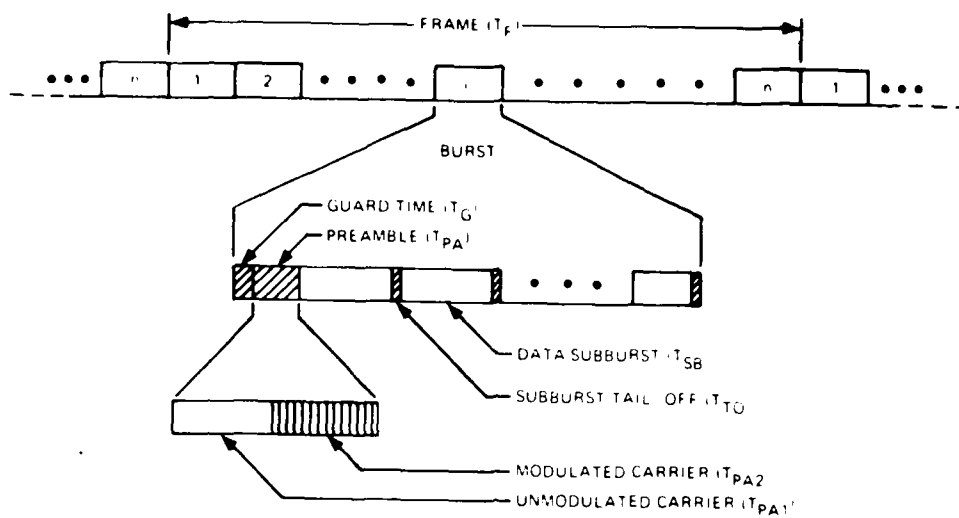 FRAME (T_F)
••• n 1 2 • • • • i • • • • • • n 1 •••
BURST
GUARD TIME (T_G)
PREAMBLE (T_PA)
• • •
DATA SUBBURST (T_SB
SUBBURST TAIL-OFF (T_TO
MODULATED CARRIER (T_PA2
UNMODULATED CARRIER (T_PA1)